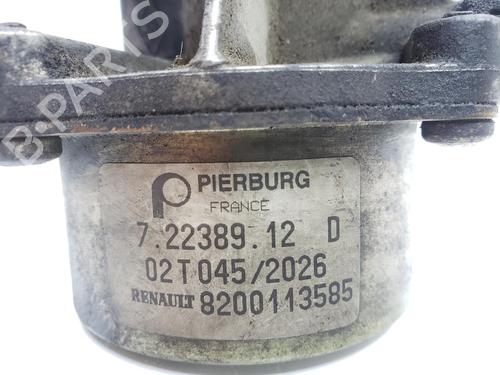 B-PARTS
PIERBURG
FRANCE
7.22389.12 D
02T045/2026
RENAULT 8200113585